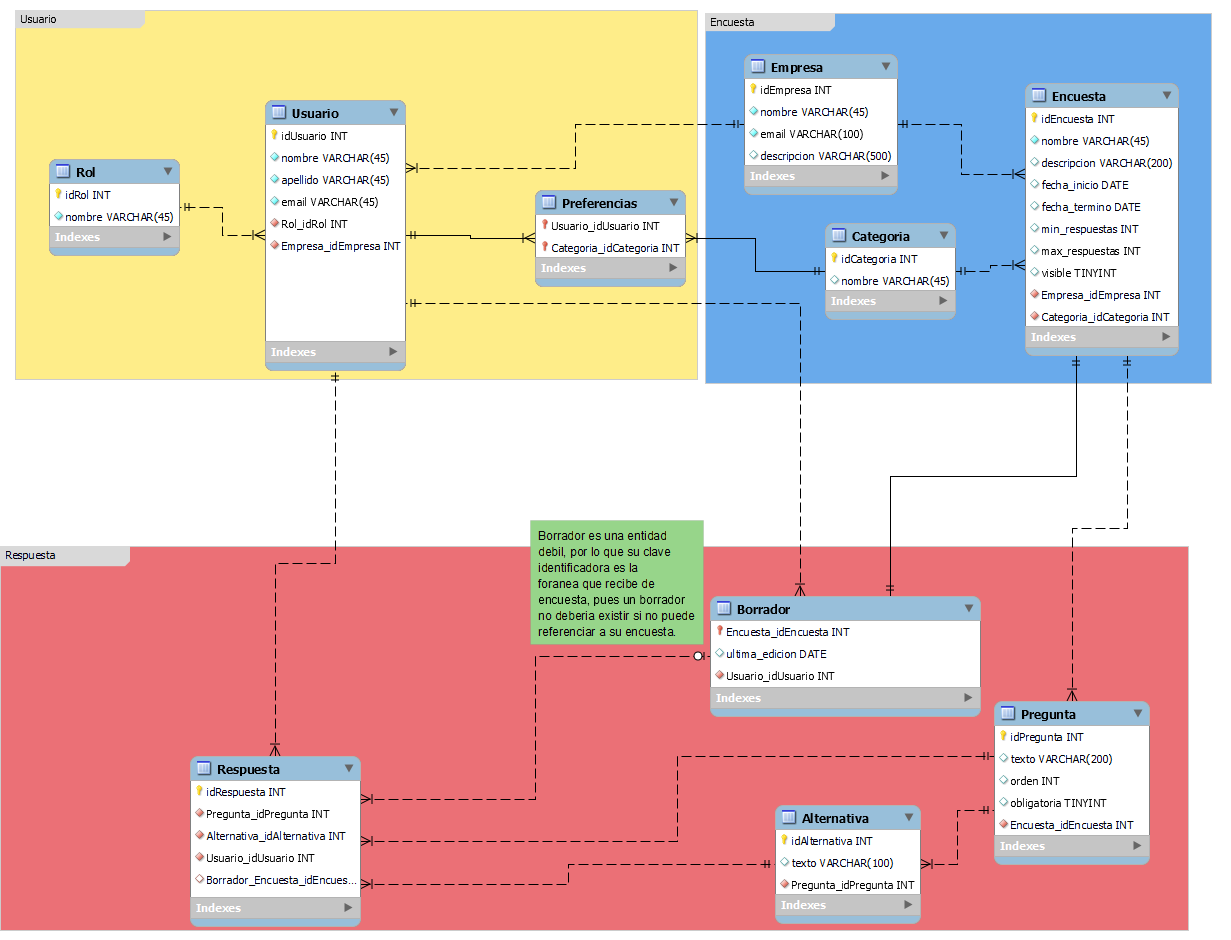 Usuario
Rol
idRol INT
nombre VARCHAR(45)
Indexes
Usuario
idUsuario INT
nombre VARCHAR(45)
apellido VARCHAR(45)
email VARCHAR(45)
Rol_idRol INT
Empresa_idEmpresa INT
Indexes
Preferencias
Usuario_idUsuario INT
Categoria_idCategoria INT
Indexes
Encuesta
Empresa
idEmpresa INT
nombre VARCHAR(45)
email VARCHAR(100)
descripcion VARCHAR(500)
Indexes
Categoria
idCategoria INT
nombre VARCHAR(45)
Indexes
Encuesta
idEncuesta INT
nombre VARCHAR(45)
descripcion VARCHAR(200)
fecha_inicio DATE
fecha_termino DATE
min_respuestas INT
max_respuestas INT
visible TINYINT
Empresa_idEmpresa INT
Categoria_idCategoria INT
Indexes
Respuesta
Borrador es una entidad
debil, por lo que su clave
identificadora es la
foranea que recibe de
encuesta, pues un borrador
no deberia existir si no puede
referenciar a su encuesta.
Borrador
Encuesta_idEncuesta INT
ultima_edicion DATE
Usuario_idUsuario INT
Indexes
Respuesta
idRespuesta INT
Pregunta_idPregunta INT
Alternativa_idAlternativa INT
Usuario_idUsuario INT
Borrador_Encuesta_idEncues...
Indexes
Alternativa
idAlternativa INT
texto VARCHAR(100)
Pregunta_idPregunta INT
Indexes
Pregunta
idPregunta INT
texto VARCHAR(200)
orden INT
obligatoria TINYINT
Encuesta_idEncuesta INT
Indexes